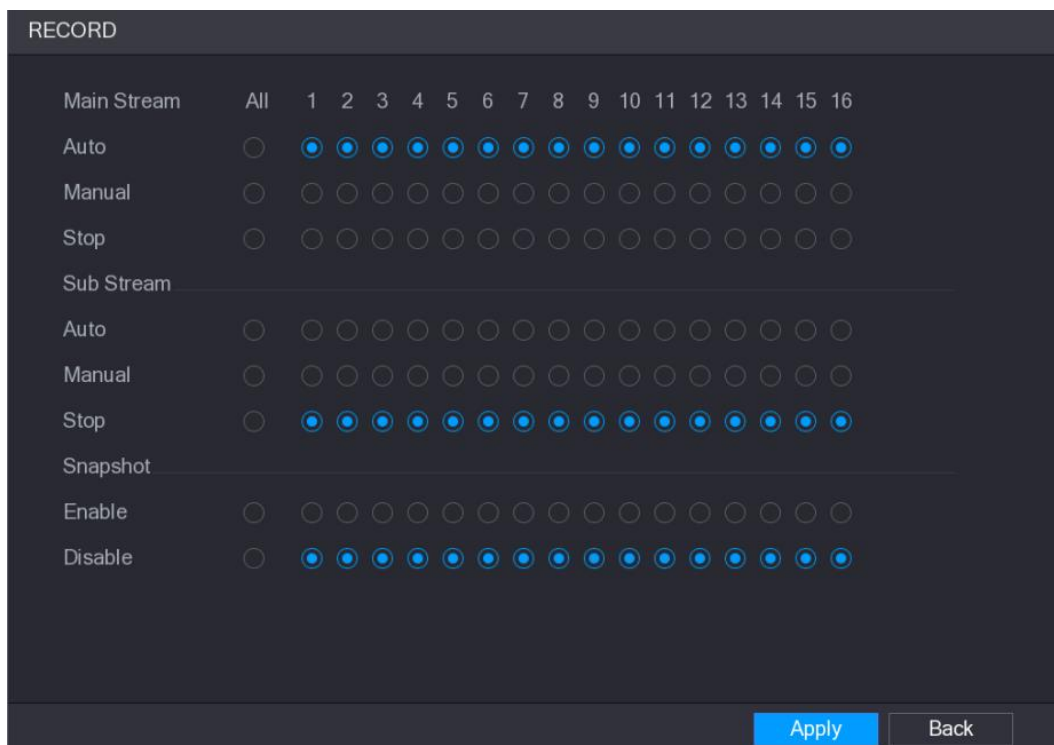 RECORD
Main Stream All 1 2 3 4 5 6 7 8 9 10 11 12 13 14 15 16
Auto
Manual
Stop
Sub Stream
Auto
Manual
Stop
Snapshot
Enable
Disable
Apply Back